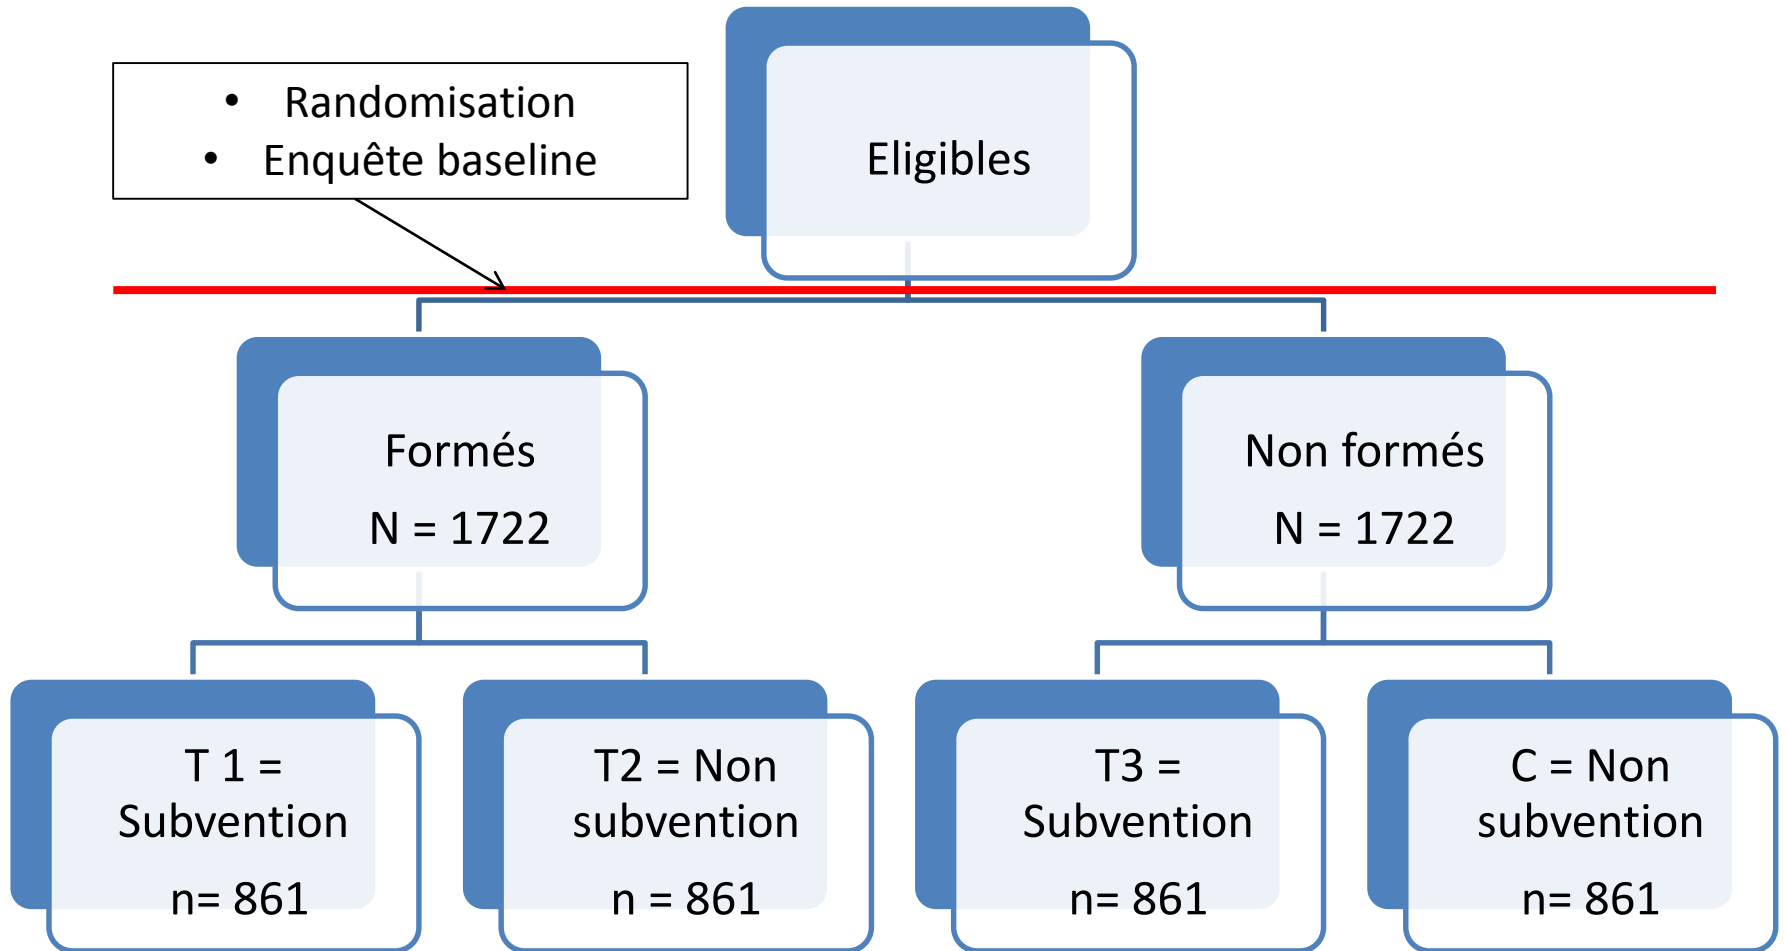 • Randomisation
• Enquête baseline
Eligibles
Formés
N = 1722
Non formés
N = 1722
T 1 =
Subvention
n= 861
T2 = Non
subvention
n = 861
T3 =
Subvention
n= 861
C = Non
subvention
n= 861